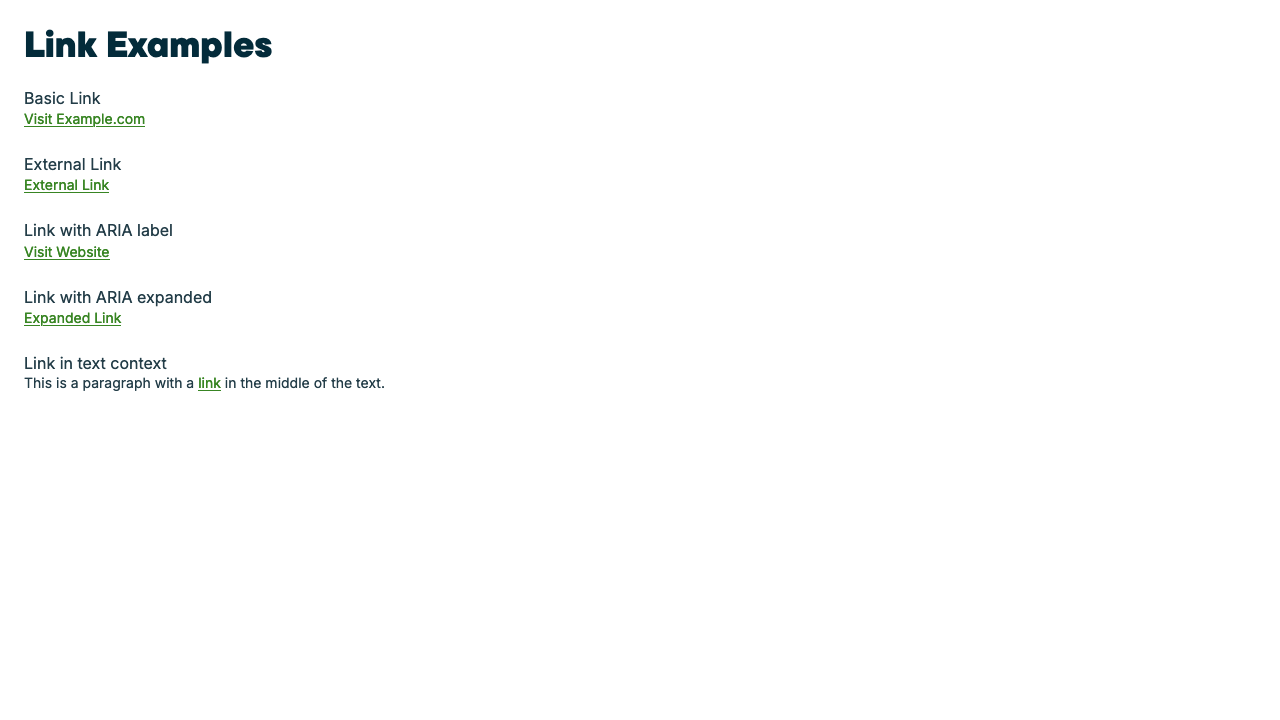 Link Examples
Basic Link
Visit Example.com
External Link
External Link
Link with ARIA label
Visit Website
Link with ARIA expanded
Expanded Link
Link in text context
This is a paragraph with a link in the middle of the text.